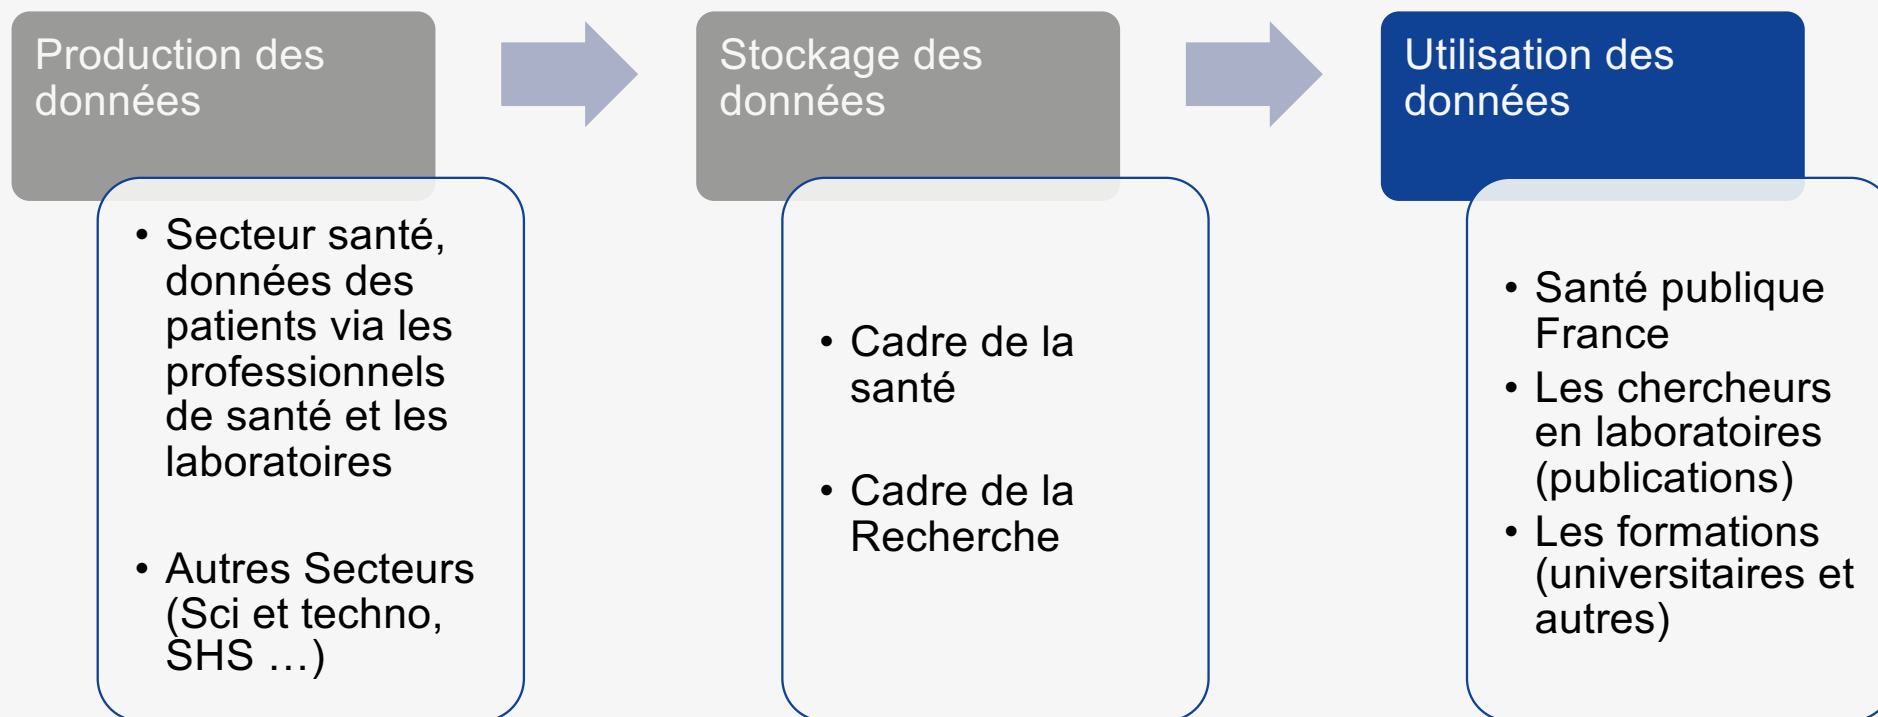 Production des
données
• Secteur santé,
données des
patients via les
professionnels
de santé et les
laboratoires
• Autres Secteurs
(Sci et techno,
SHS …)
Stockage des
données
• Cadre de la
santé
• Cadre de la
Recherche
Utilisation des
données
• Santé publique
France
• Les chercheurs
en laboratoires
(publications)
• Les formations
(universitaires et
autres)